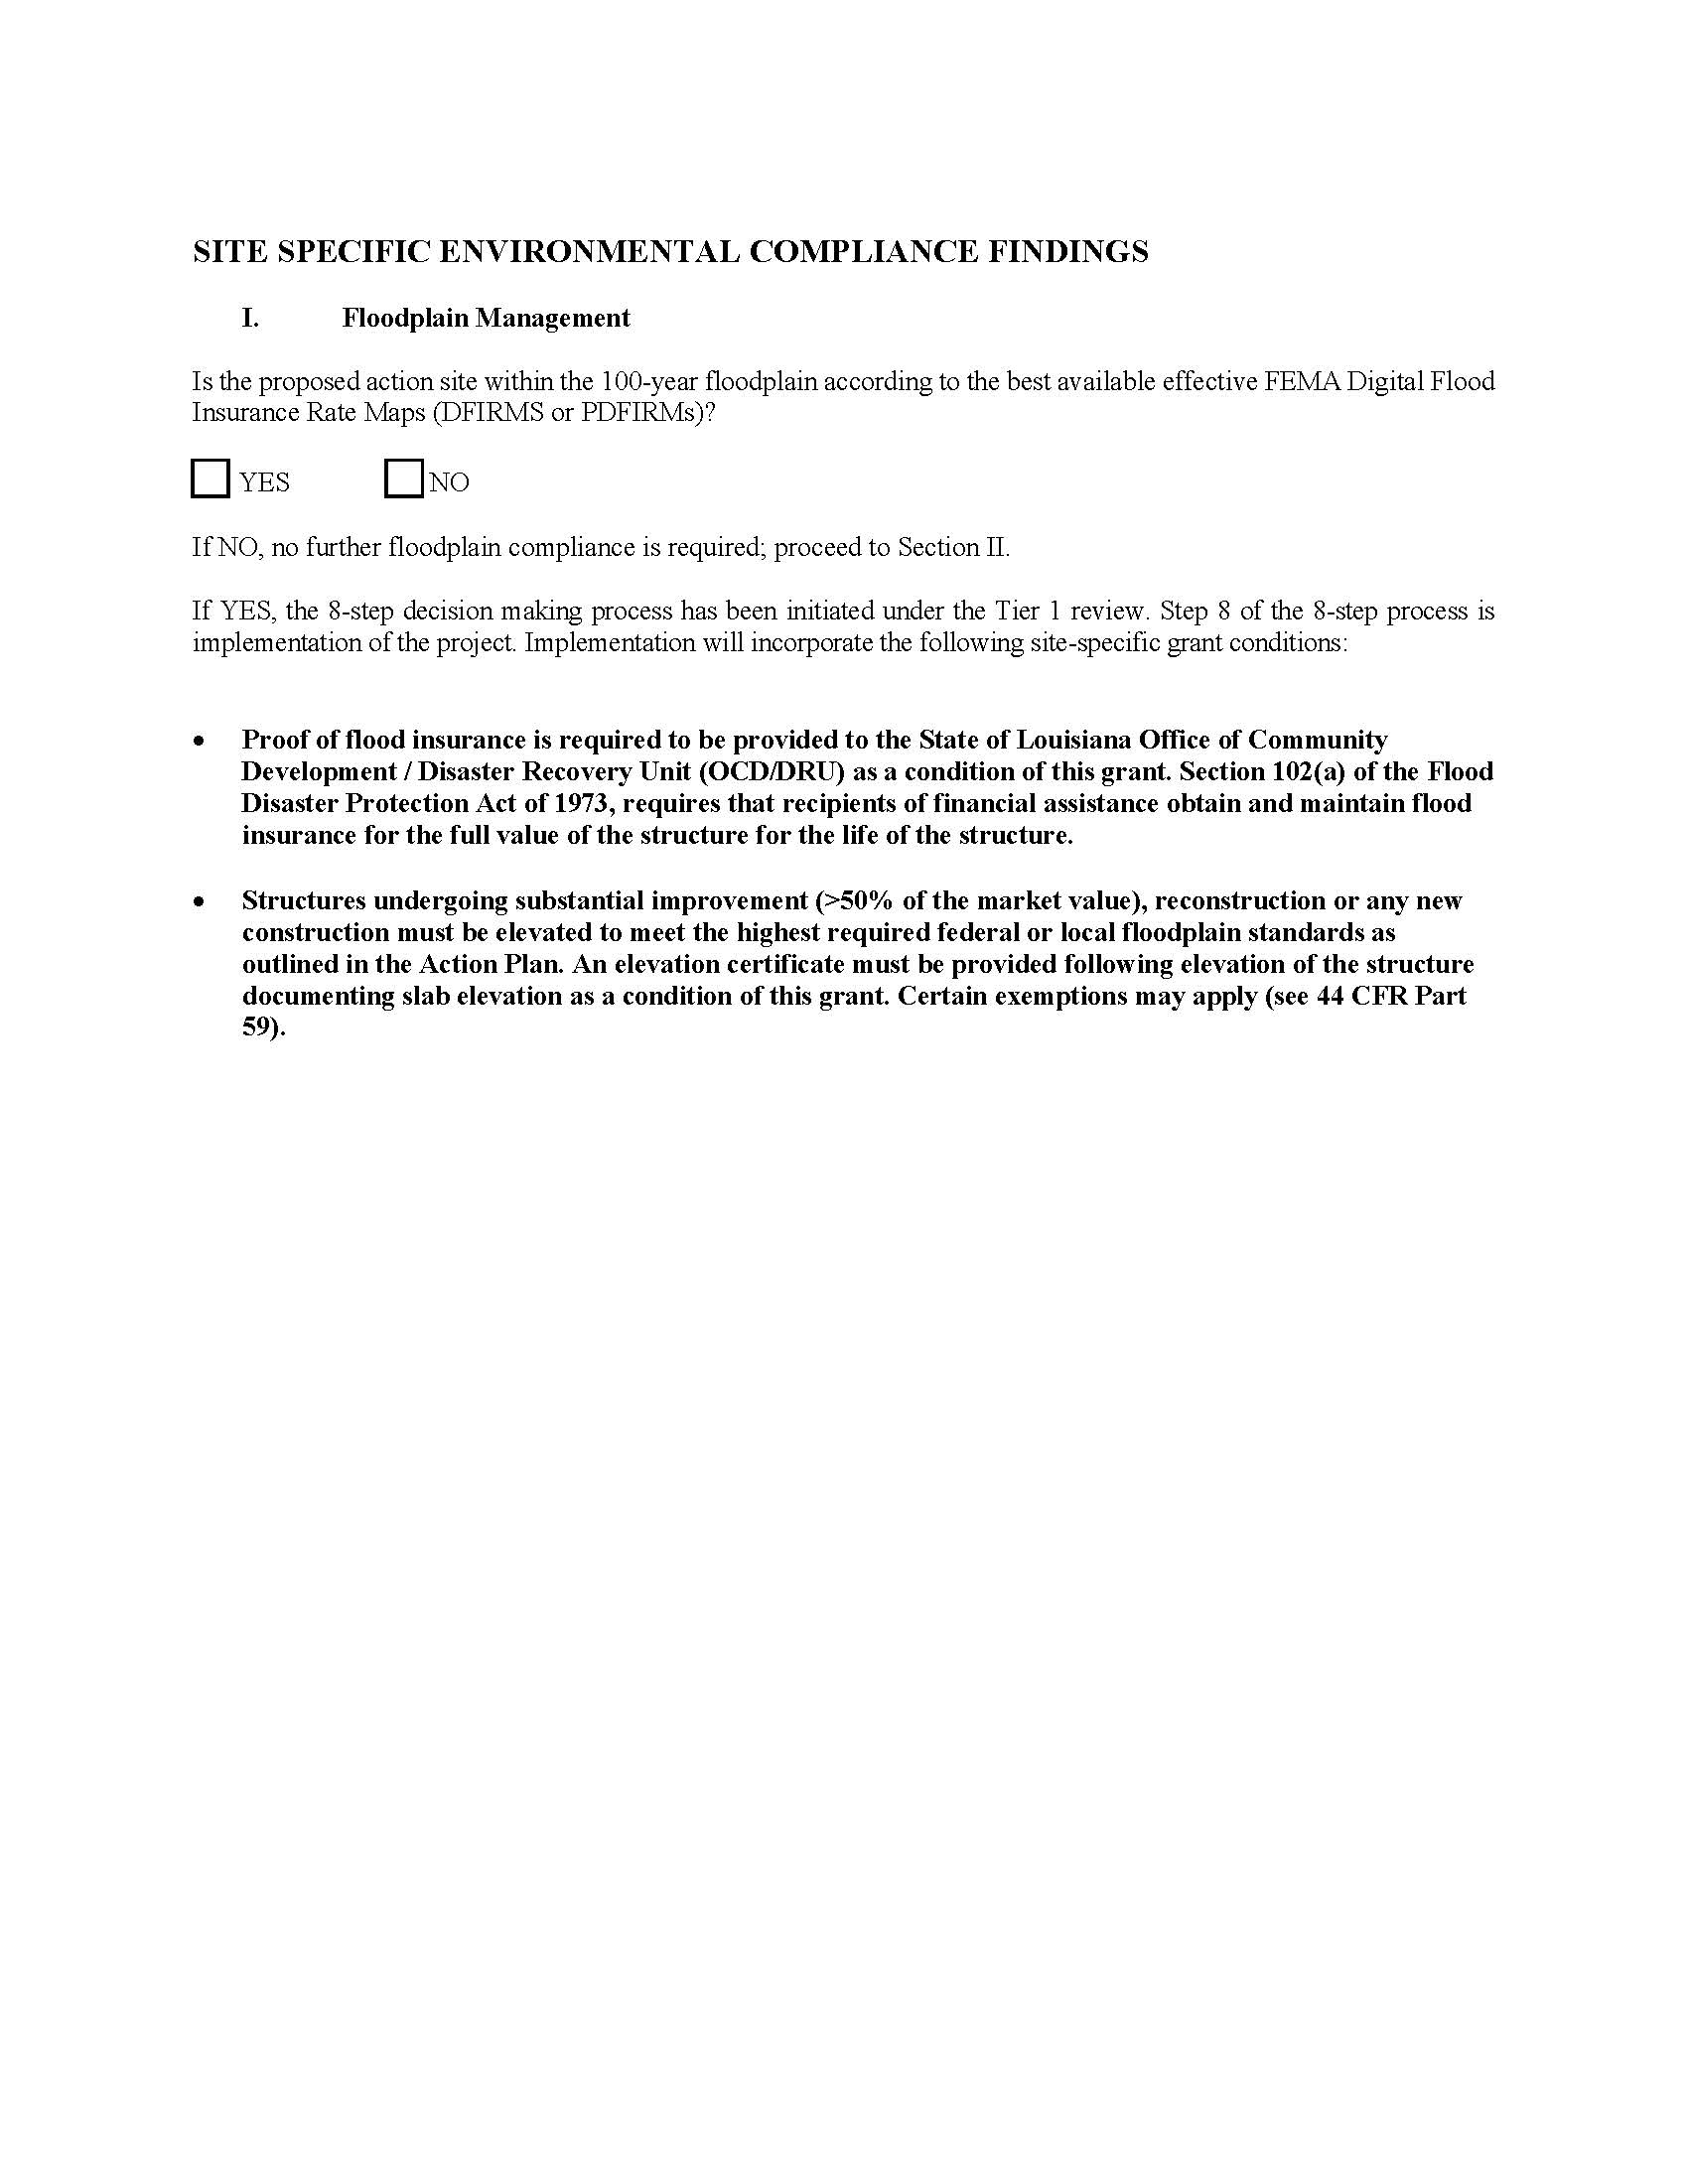 SITE SPECIFIC ENVIRONMENTAL COMPLIANCE FINDINGS
I. Floodplain Management
Is the proposed action site within the 100-year floodplain according to the best available effective FEMA Digital Flood
Insurance Rate Maps (DFIRMS or PDFIRMs)?
YES NO
If NO, no further floodplain compliance is required; proceed to Section II.
If YES, the 8-step decision making process has been initiated under the Tier 1 review. Step 8 of the 8-step process is
implementation of the project. Implementation will incorporate the following site-specific grant conditions:
• Proof of flood insurance is required to be provided to the State of Louisiana Office of Community
Development / Disaster Recovery Unit (OCD/DRU) as a condition of this grant. Section 102(a) of the Flood
Disaster Protection Act of 1973, requires that recipients of financial assistance obtain and maintain flood
insurance for the full value of the structure for the life of the structure.
• Structures undergoing substantial improvement (>50% of the market value), reconstruction or any new
construction must be elevated to meet the highest required federal or local floodplain standards as
outlined in the Action Plan. An elevation certificate must be provided following elevation of the structure
documenting slab elevation as a condition of this grant. Certain exemptions may apply (see 44 CFR Part
59).